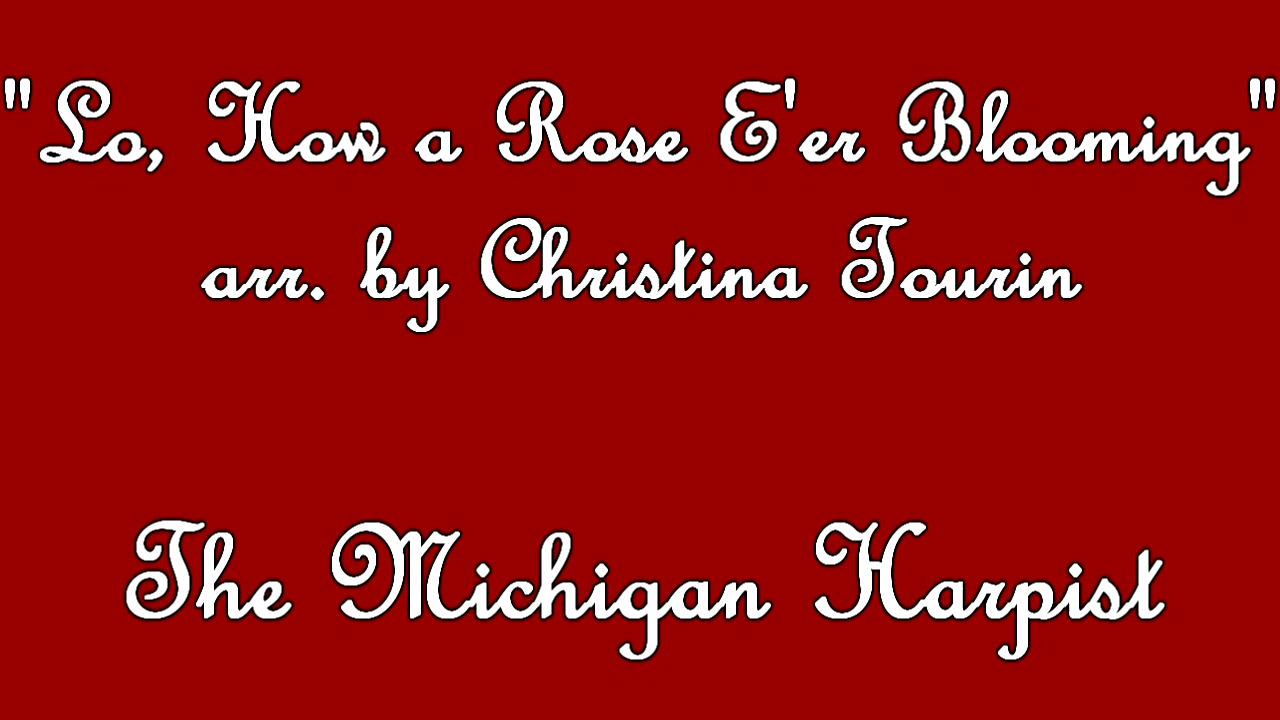 "Lo, How a Rose E'er Blooming"
arr. by Christina Tourin
The Michigan Harpist